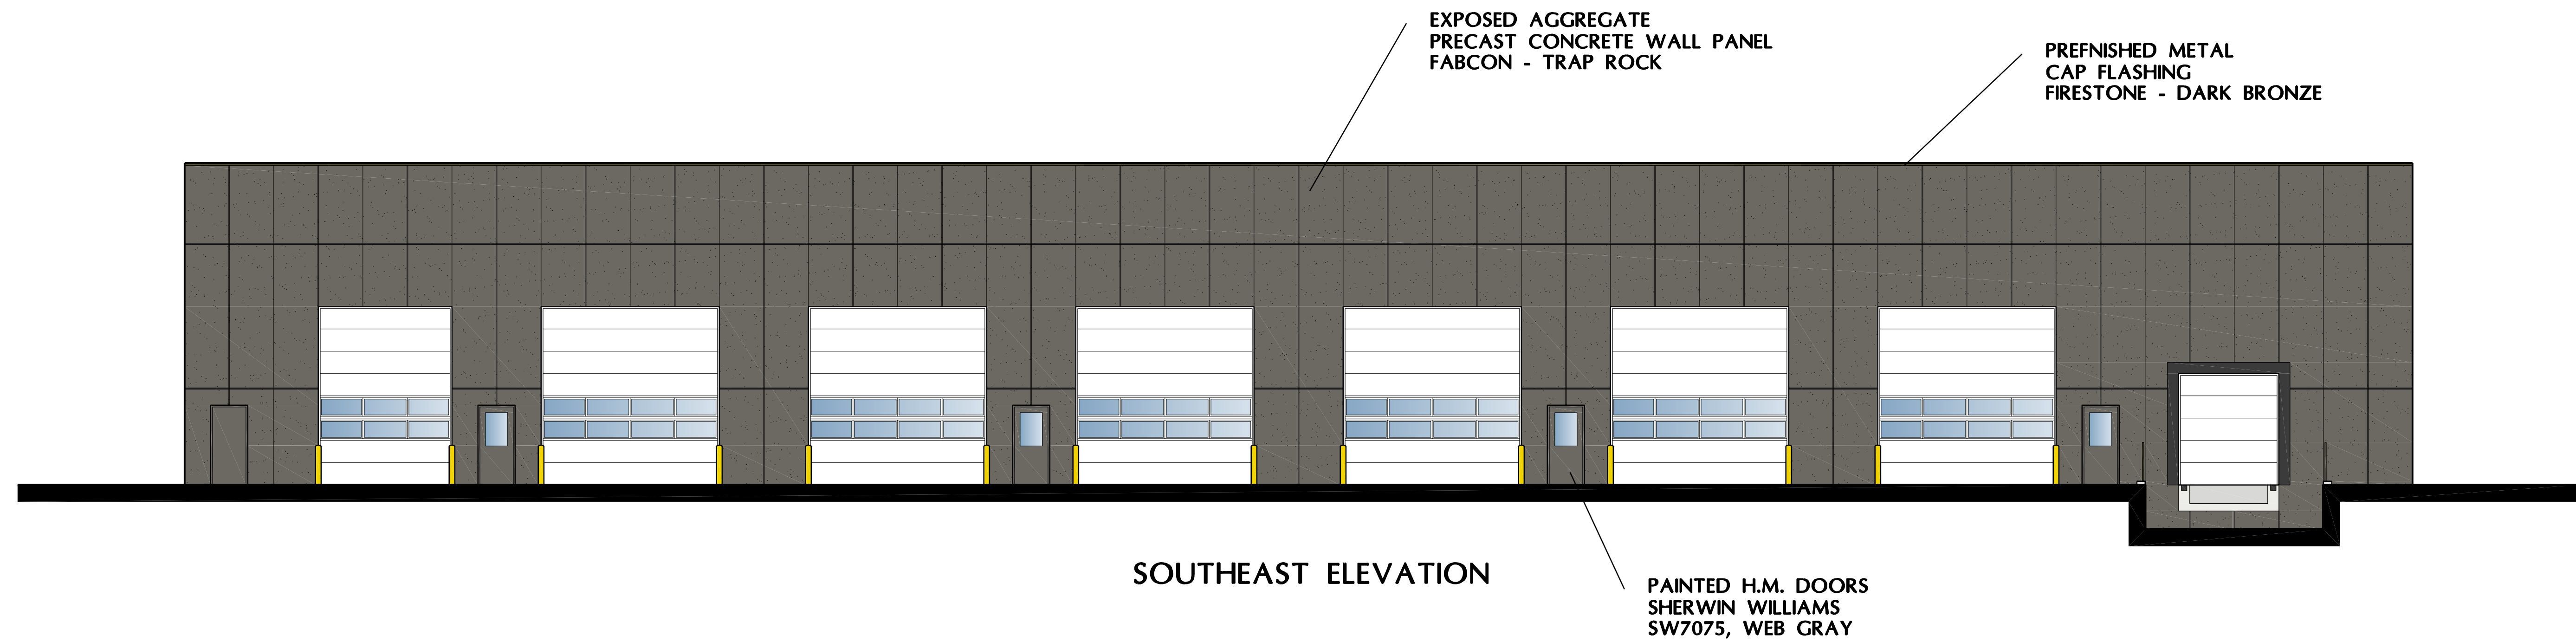 EXPOSED AGGREGATE
PRECAST CONCRETE WALL PANEL
FABCON - TRAP ROCK
PREFNISHED METAL
CAP FLASHING
FIRESTONE - DARK BRONZE
SOUTHEAST ELEVATION
PAINTED H.M. DOORS
SHERWIN WILLIAMS
SW7075, WEB GRAY